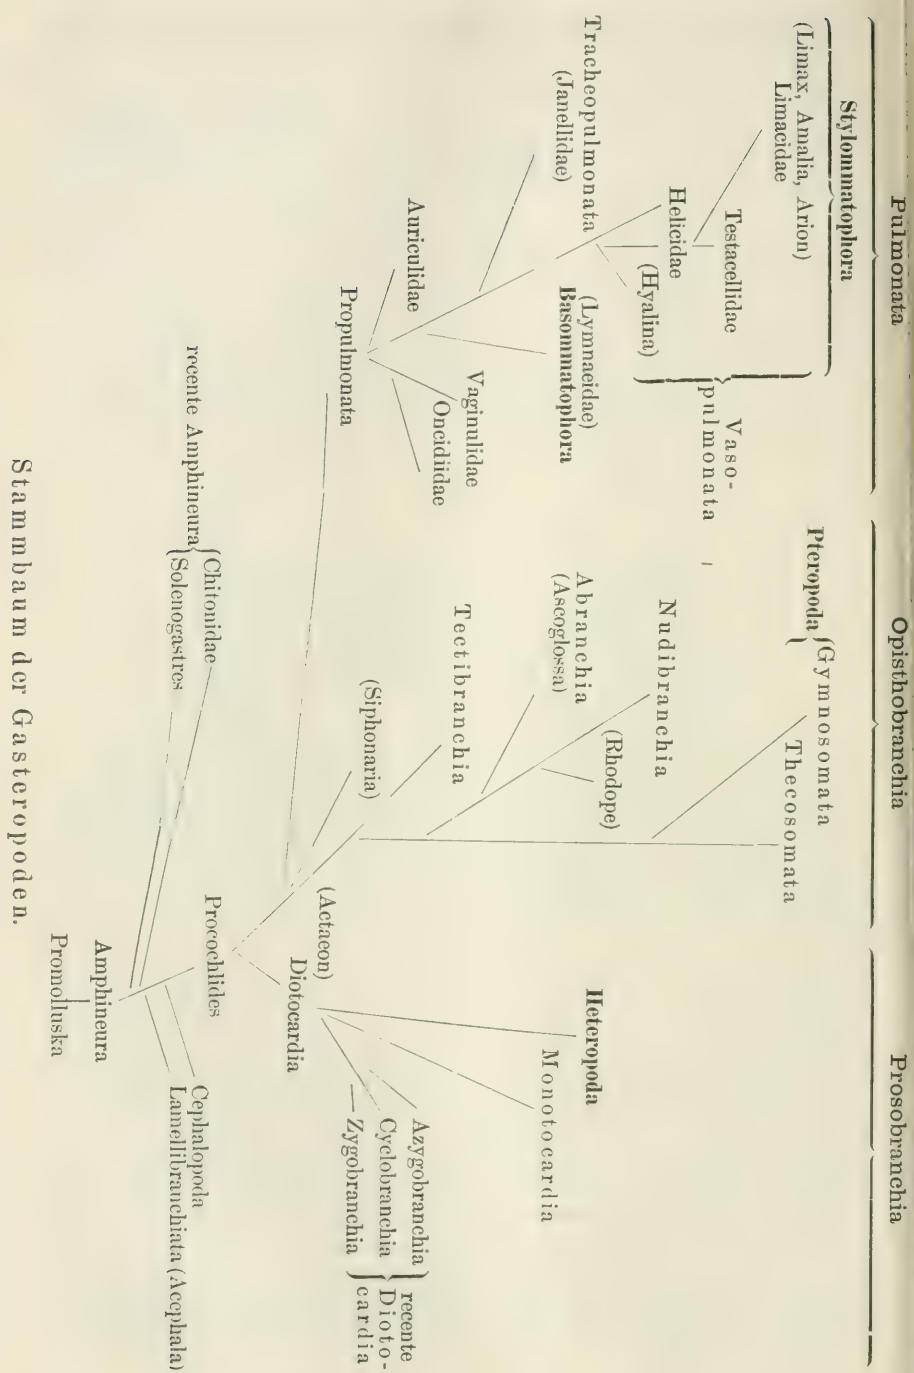 Pulmonata
Opisthobranchia
Prosobranchia
Stylommatophora
(Limax, Amalia, Arion)
Limacidae
Testacellidae
Helicidae
(Hyalina)
Vaso-
pulmonata
Tracheopulmonata
(Janellidae)
(Lymnaeidae)
Basommatophora
Auriculidae
Vaginulidae
Oncidiidae
Propulmonata
Pteropoda
Gymnosomata
Thecosomata
Nudibranchia
(Rhodope)
Abranchia
(Ascoglossa)
Tectibranchia
(Siphonaria)
(Actaeon)
Heteropoda
Monotocardia
Diotocardia
Azygobranchia
Cyclobranchia
Zygobranchia
recente
Dioto-
cardia
recente Amphineura
Chitonidae
Solenogastres
Procochlides
Cephalopoda
Lamellibranchiata (Acephala)
Amphineura
Promolluska
Stammbaum der Gasteropoden.